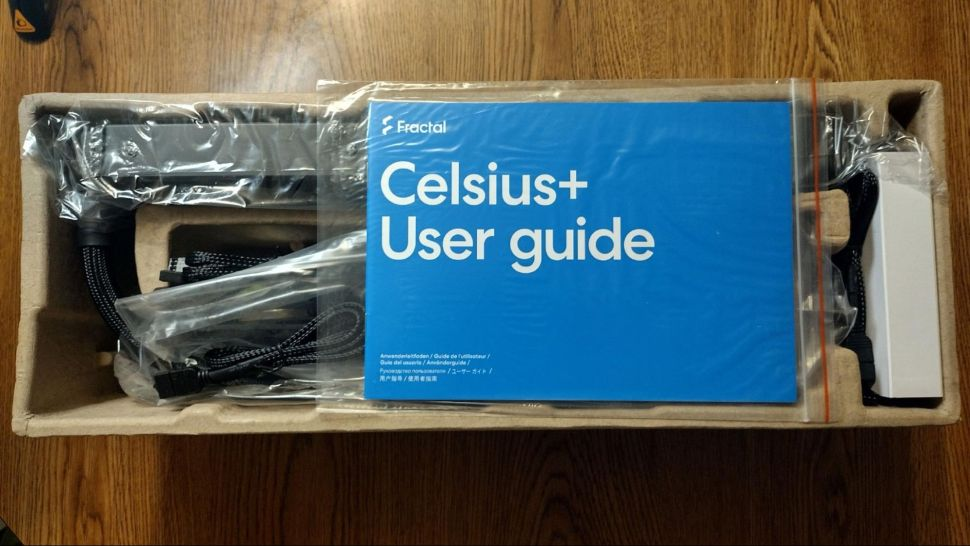 Fractal
Celsius+
User guide
Anwenderleitfaden / Guide de l'utilisateur /
Guía del usuario / Användarguide /
Руководство пользователя / ユーザー ガイド /
用户指导 / 使用者指南